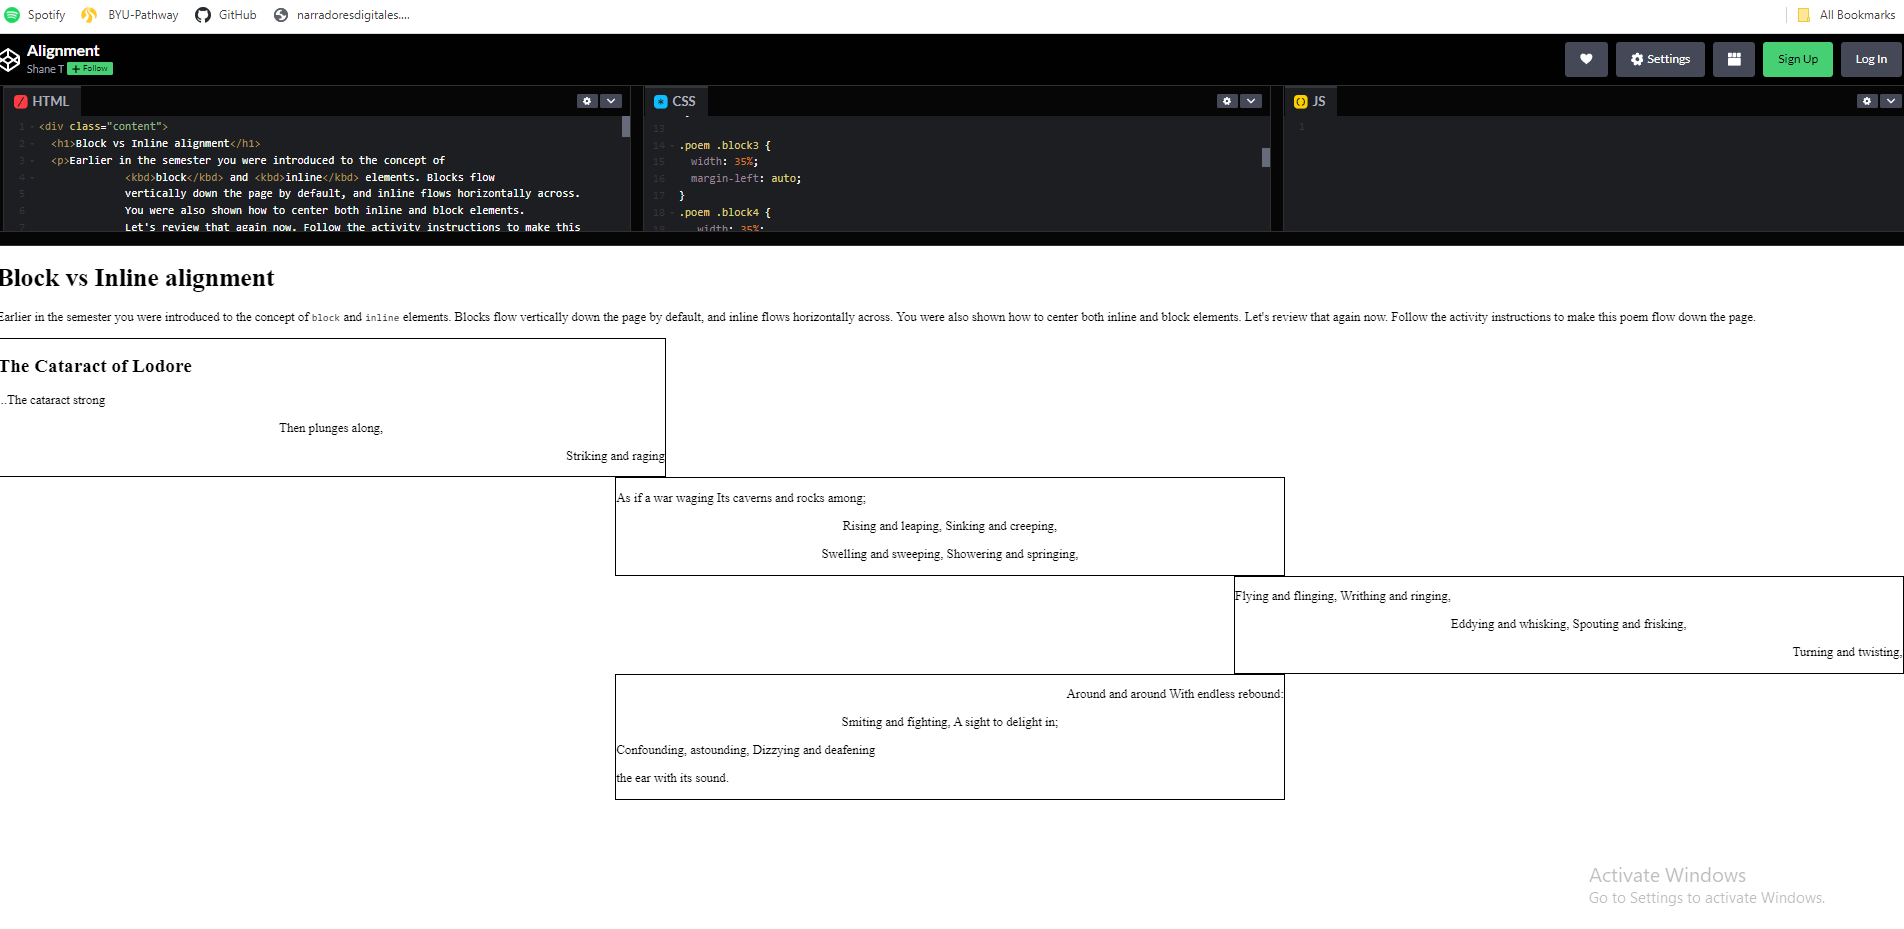 Spotify BYU-Pathway GitHub narradoresdigitales.... All Bookmarks
Alignment
Shane T + Follow
Settings Sign Up Log In
HTML
1 <div class="content">
2 <h1>Block vs Inline alignment</h1>
3 <p>Earlier in the semester you were introduced to the concept of
4 <kbd>block</kbd> and <kbd>inline</kbd> elements. Blocks flow
5 vertically down the page by default, and inline flows horizontally across.
6 You were also shown how to center both inline and block elements.
7 Let's review that again now. Follow the activity instructions to make this
CSS
13
14 .poem .block3 {
15 width: 35%;
16 margin-left: auto;
17 }
18 .poem .block4 {
19 width: 35%;
JS
1
Block vs Inline alignment
Earlier in the semester you were introduced to the concept of block and inline elements. Blocks flow vertically down the page by default, and inline flows horizontally across. You were also shown how to center both inline and block elements. Let's review that again now. Follow the activity instructions to make this poem flow down the page.
The Cataract of Lodore
..The cataract strong
Then plunges along,
Striking and raging
As if a war waging Its caverns and rocks among;
Rising and leaping, Sinking and creeping,
Swelling and sweeping, Showering and springing,
Flying and flinging, Writhing and ringing,
Eddying and whisking, Spouting and frisking,
Turning and twisting,
Around and around With endless rebound:
Smiting and fighting, A sight to delight in;
Confounding, astounding, Dizzying and deafening
the ear with its sound.
Activate Windows
Go to Settings to activate Windows.